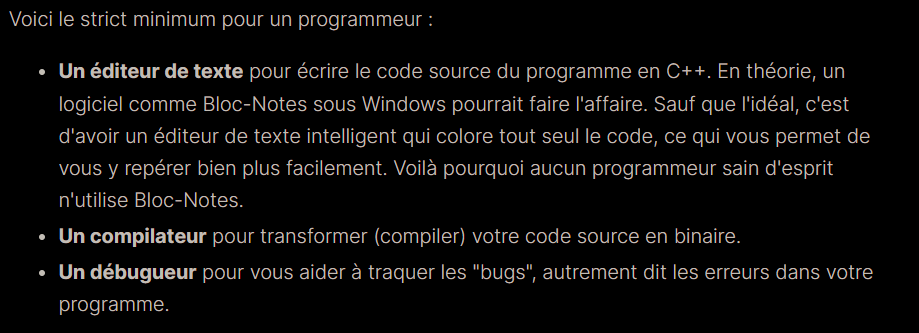 Voici le strict minimum pour un programmeur :
• Un éditeur de texte pour écrire le code source du programme en C++. En théorie, un
logiciel comme Bloc-Notes sous Windows pourrait faire l'affaire. Sauf que l'idéal, c'est
d'avoir un éditeur de texte intelligent qui colore tout seul le code, ce qui vous permet de
vous y repérer bien plus facilement. Voilà pourquoi aucun programmeur sain d'esprit
n'utilise Bloc-Notes.
• Un compilateur pour transformer (compiler) votre code source en binaire.
• Un débugueur pour vous aider à traquer les "bugs", autrement dit les erreurs dans votre
programme.